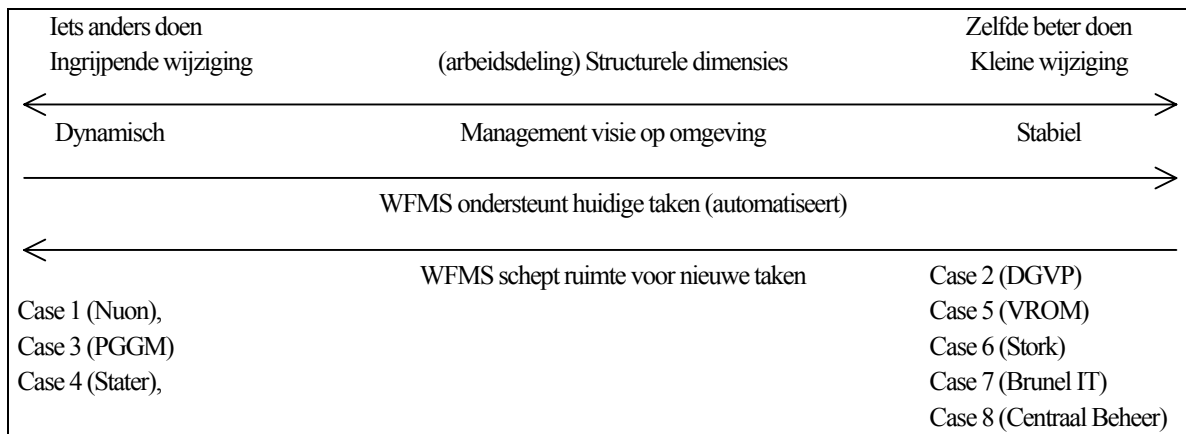 Iets anders doen Zelfde beter doen
Ingrijpende wijziging (arbeidsdeling) Structurele dimensies Kleine wijziging
Dynamisch Management visie op omgeving Stabiel
WFMS ondersteunt huidige taken (automatiseert)
WFMS schept ruimte voor nieuwe taken Case 2 (DGVP)
Case 1 (Nuon), Case 5 (VROM)
Case 3 (PGGM) Case 6 (Stork)
Case 4 (Stater), Case 7 (Brunel IT)
Case 8 (Centraal Beheer)